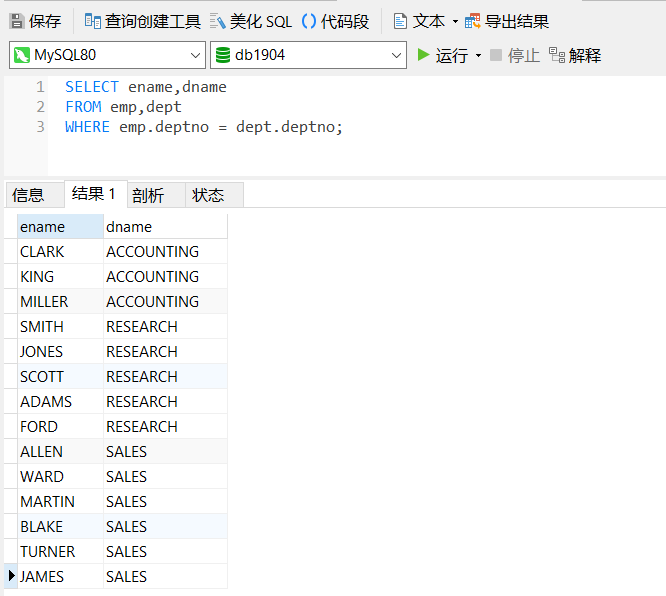 保存 查询创建工具 美化 SQL () 代码段 文本 导出结果
MySQL80 db1904 运行 停止 解释
1 SELECT ename,dname
2 FROM emp,dept
3 WHERE emp.deptno = dept.deptno;
信息 结果 1 剖析 状态
ename dname
CLARK ACCOUNTING
KING ACCOUNTING
MILLER ACCOUNTING
SMITH RESEARCH
JONES RESEARCH
SCOTT RESEARCH
ADAMS RESEARCH
FORD RESEARCH
ALLEN SALES
WARD SALES
MARTIN SALES
BLAKE SALES
TURNER SALES
JAMES SALES